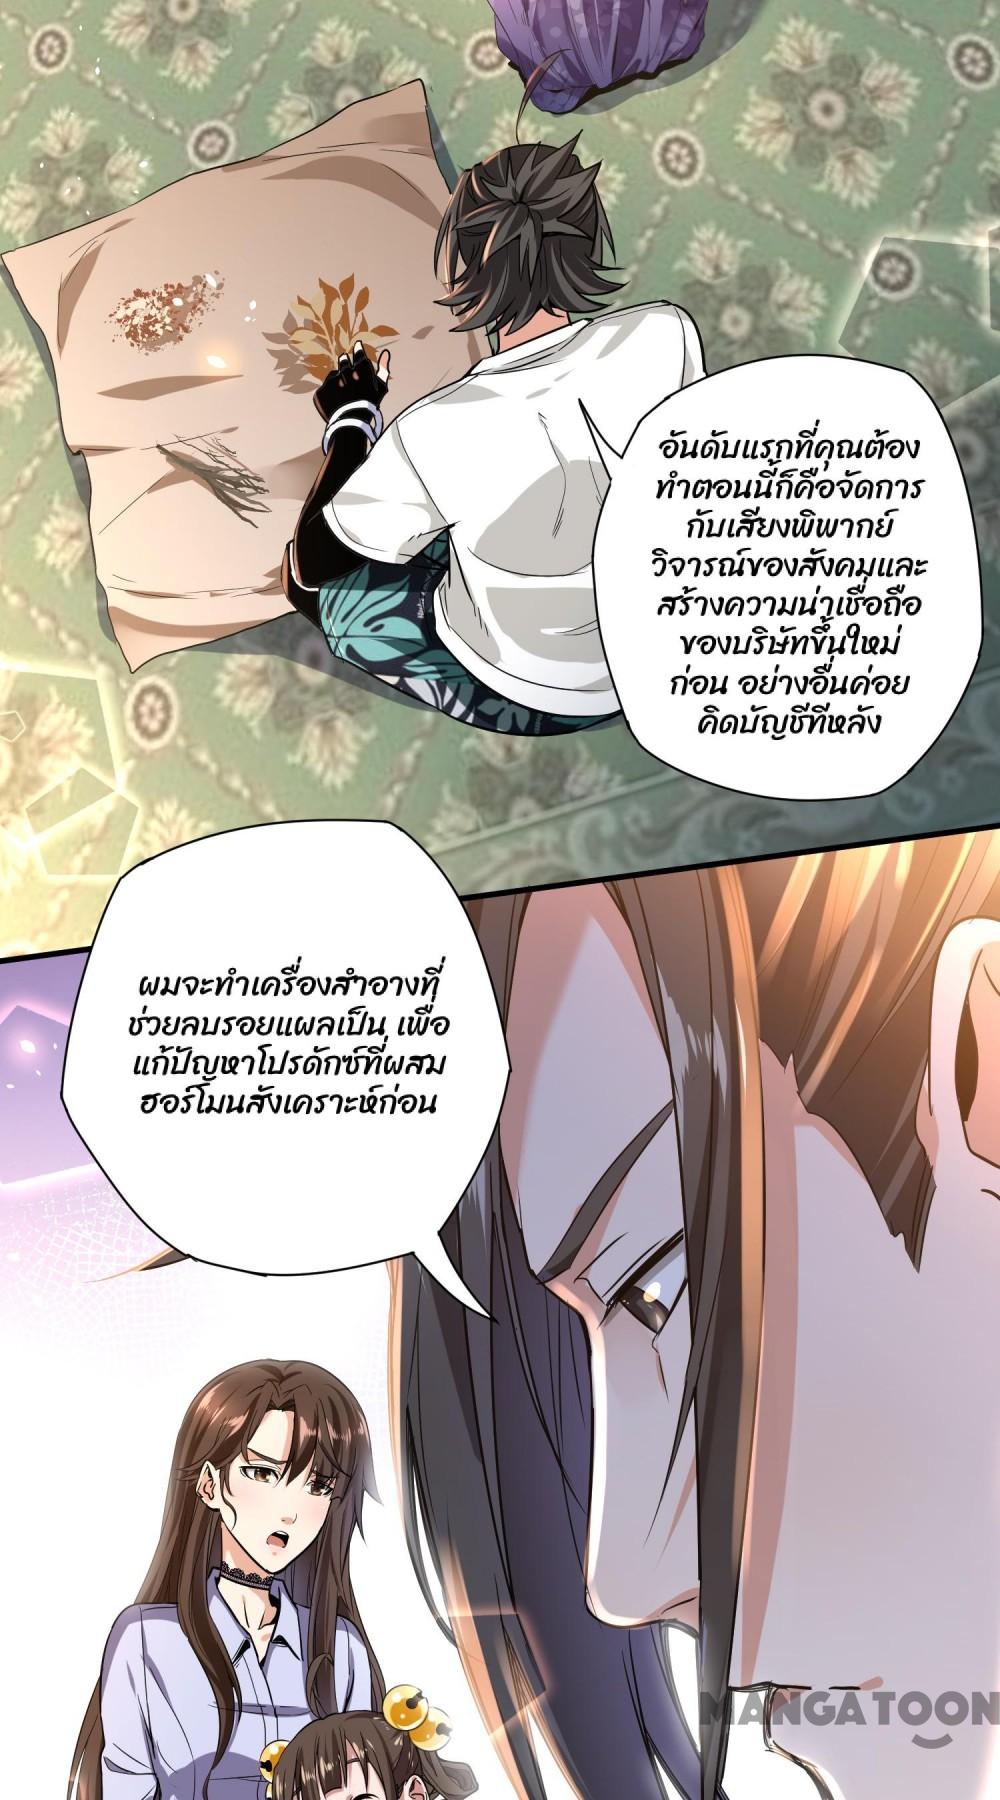 อันดับแรกที่คุณต้อง
ทำตอนนี้ก็คือจัดการ
กับเสียงพิพากย์
วิจารณ์ของสังคมและ
สร้างความน่าเชื่อถือ
ของบริษัทขึ้นใหม่
ก่อน อย่างอื่นค่อย
คิดบัญชีทีหลัง
ผมจะทำเครื่องสำอางที่
ช่วยลบรอยแผลเป็น เพื่อ
แก้ปัญหาโปรดักซ์ที่ผสม
ฮอร์โมนสังเคราะห์ก่อน
MANGATOON